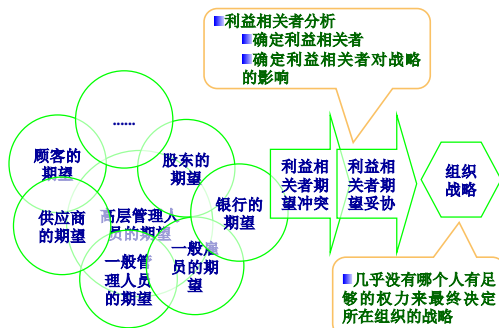 利益相关者分析
确定利益相关者
确定利益相关者对战略
的影响
......
顾客的
期望
股东的
期望
供应商
的期望
高层管理人
员的期望
银行的
期望
一般管
理人员
的期望
一般雇
员的期
望
利益相
关者期
望冲突
利益相
关者期
望妥协
组织
战略
几乎没有哪个人有足
够的权力来最终决定
所在组织的战略